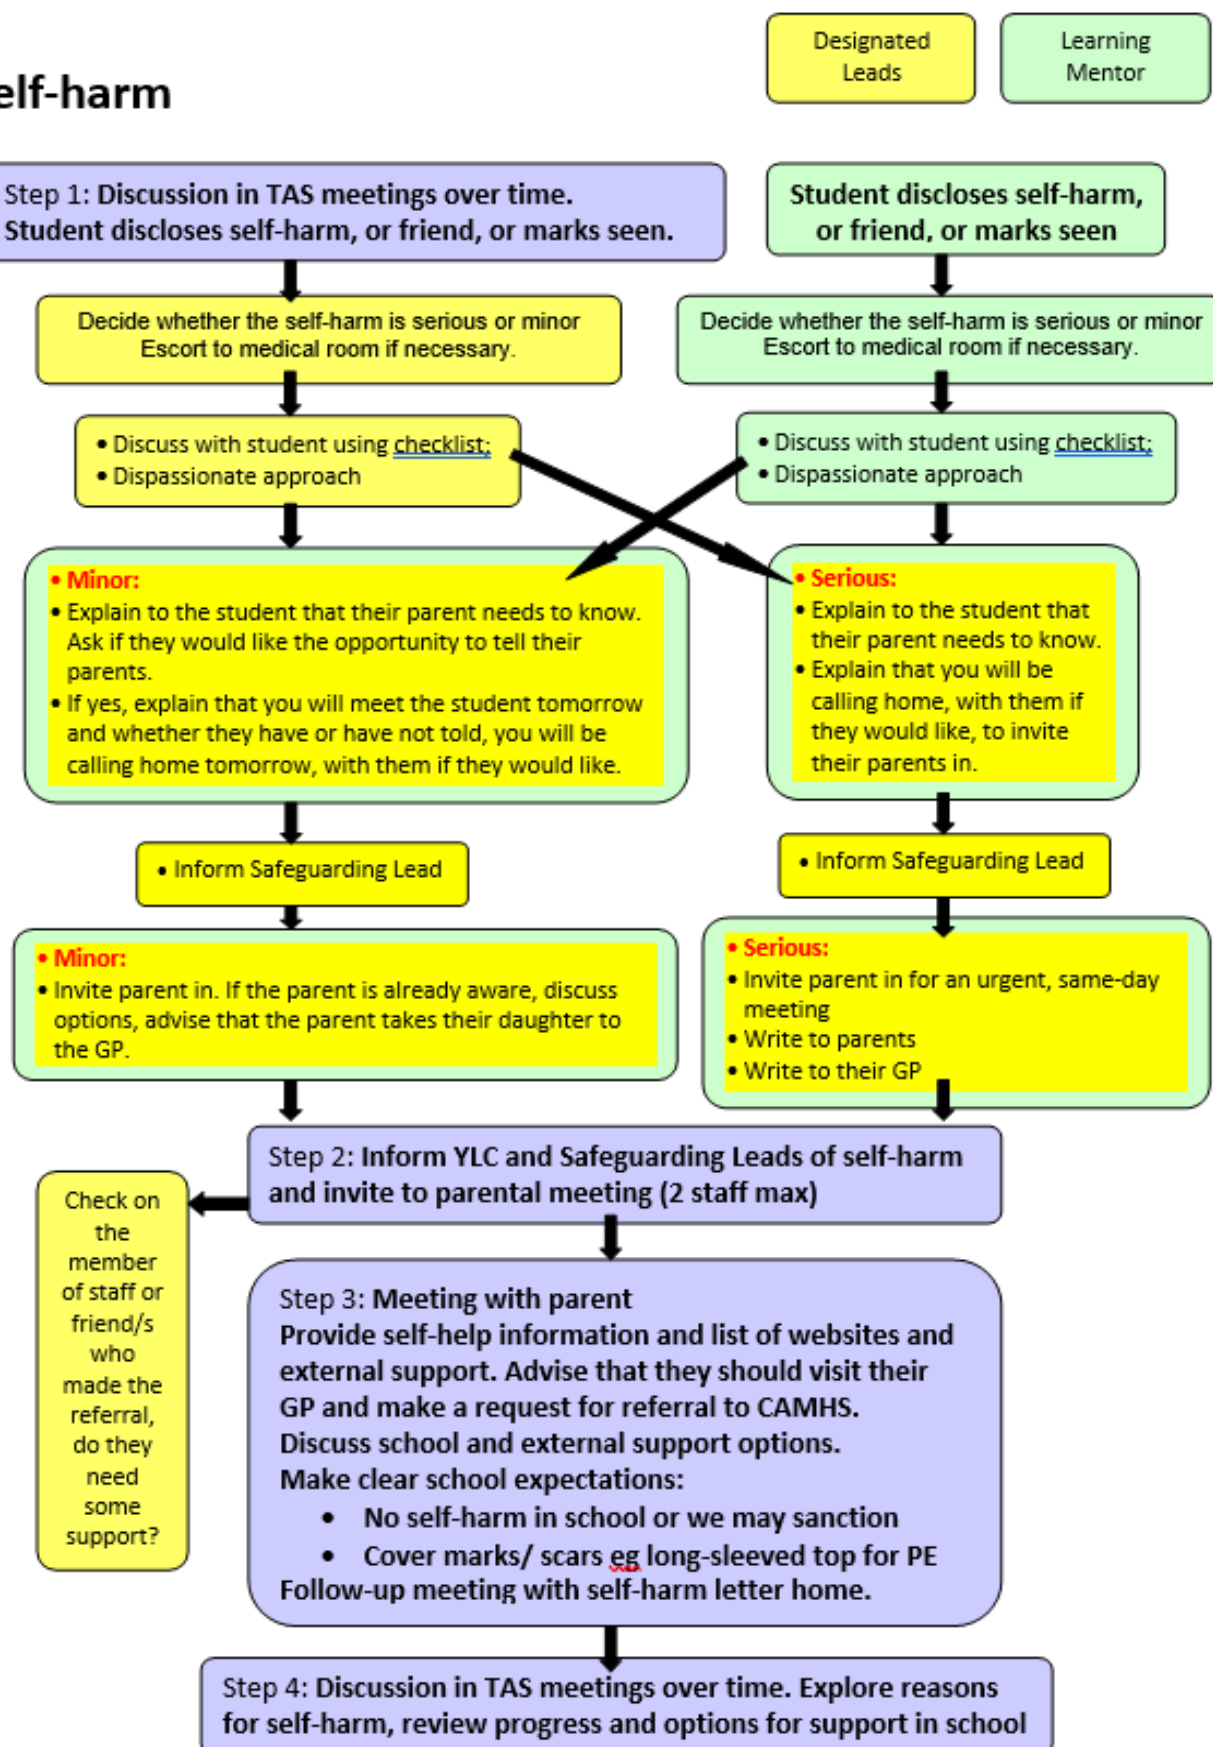 Designated
Leads
Learning
Mentor
elf-harm
Step 1: Discussion in TAS meetings over time.
Student discloses self-harm, or friend, or marks seen.
Student discloses self-harm,
or friend, or marks seen
Decide whether the self-harm is serious or minor
Escort to medical room if necessary.
Decide whether the self-harm is serious or minor
Escort to medical room if necessary.
• Discuss with student using checklist;
• Dispassionate approach
• Discuss with student using checklist;
• Dispassionate approach
• Minor:
• Explain to the student that their parent needs to know.
Ask if they would like the opportunity to tell their
parents.
• If yes, explain that you will meet the student tomorrow
and whether they have or have not told, you will be
calling home tomorrow, with them if they would like.
• Serious:
• Explain to the student that
their parent needs to know.
• Explain that you will be
calling home, with them if
they would like, to invite
their parents in.
• Inform Safeguarding Lead
• Inform Safeguarding Lead
• Minor:
• Invite parent in. If the parent is already aware, discuss
options, advise that the parent takes their daughter to
the GP.
• Serious:
• Invite parent in for an urgent, same-day
meeting
• Write to parents
• Write to their GP
Step 2: Inform YLC and Safeguarding Leads of self-harm
and invite to parental meeting (2 staff max)
Check on
the
member
of staff or
friend/s
who
made the
referral,
do they
need
some
support?
Step 3: Meeting with parent
Provide self-help information and list of websites and
external support. Advise that they should visit their
GP and make a request for referral to CAMHS.
Discuss school and external support options.
Make clear school expectations:
• No self-harm in school or we may sanction
• Cover marks/ scars eg long-sleeved top for PE
Follow-up meeting with self-harm letter home.
Step 4: Discussion in TAS meetings over time. Explore reasons
for self-harm, review progress and options for support in school